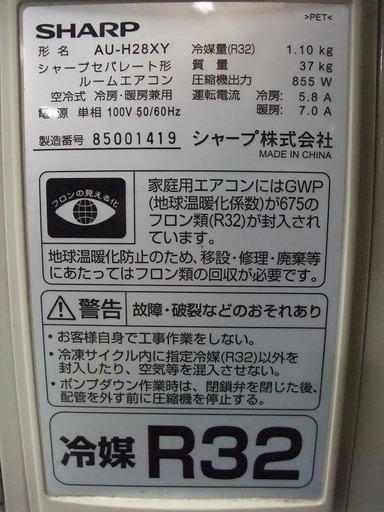 SHARP
>PET<
形名 AU-H28XY
シャープセパレート形
ルームエアコン
空冷式 冷房・暖房兼用
電源 単相 100V 50/60Hz
冷媒量(R32) 1.10 kg
質量 37 kg
圧縮機出力 855 W
運転電流 冷房: 5.8 A
暖房: 7.0 A
製造番号 85001419
シャープ株式会社
MADE IN CHINA
フロンの見える化
家庭用エアコンにはGWP
(地球温暖化係数)が675の
フロン類(R32)が封入され
ています。
地球温暖化防止のため、移設・修理・廃棄等
にあたってはフロン類の回収が必要です。
警告 故障・破裂などのおそれあり
・お客様自身で工事作業をしない。
・冷凍サイクル内に指定冷媒(R32)以外を
封入したり、空気等を混入させない。
・ポンプダウン作業時は、閉鎖弁を閉じた後、
配管を外す前に圧縮機を停止する。
冷媒 R32